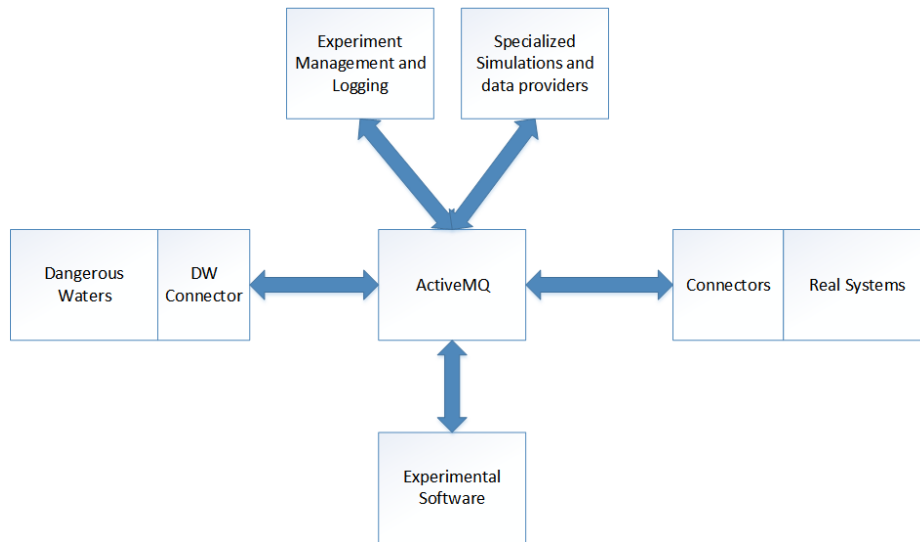 Experiment
Management and
Logging
Specialized
Simulations and
data providers
Dangerous
Waters
DW
Connector
ActiveMQ
Connectors
Real Systems
Experimental
Software